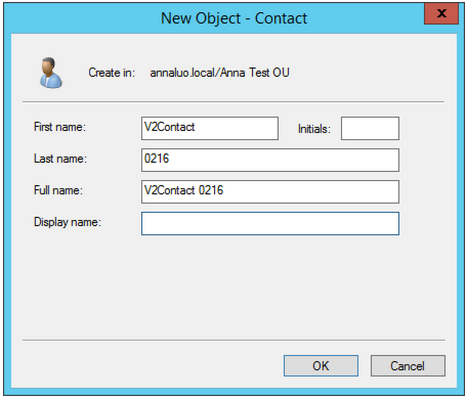 New Object - Contact
x
Create in: annaluo.local/Anna Test OU
First name: V2Contact Initials:
Last name: 0216
Full name: V2Contact 0216
Display name:
OK Cancel